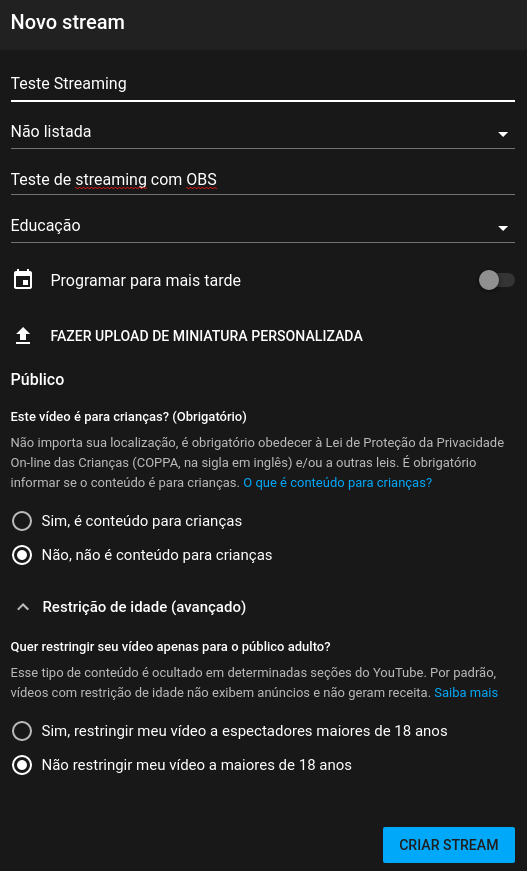 Novo stream
Teste Streaming
Não listada
Teste de streaming com OBS
Educação
Programar para mais tarde
FAZER UPLOAD DE MINIATURA PERSONALIZADA
Público
Este vídeo é para crianças? (Obrigatório)
Não importa sua localização, é obrigatório obedecer à Lei de Proteção da Privacidade
On-line das Crianças (COPPA, na sigla em inglês) e/ou a outras leis. É obrigatório
informar se o conteúdo é para crianças. O que é conteúdo para crianças?
Sim, é conteúdo para crianças
Não, não é conteúdo para crianças
Restrição de idade (avançado)
Quer restringir seu vídeo apenas para o público adulto?
Esse tipo de conteúdo é ocultado em determinadas seções do YouTube. Por padrão,
vídeos com restrição de idade não exibem anúncios e não geram receita. Saiba mais
Sim, restringir meu vídeo a espectadores maiores de 18 anos
Não restringir meu vídeo a maiores de 18 anos
CRIAR STREAM